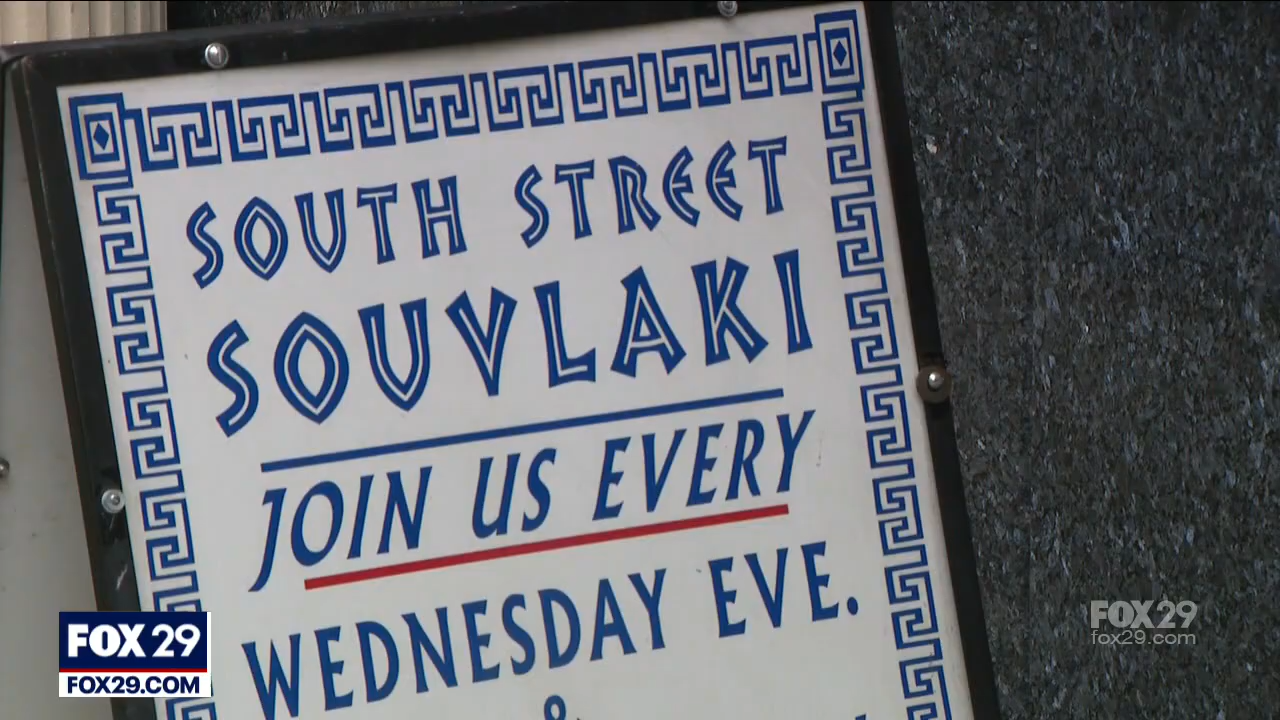 SOUTH STREET
SOUVLAKI
JOIN US EVERY
WEDNESDAY EVE.
&
FOX 29
FOX29.COM
FOX29
fox29.com